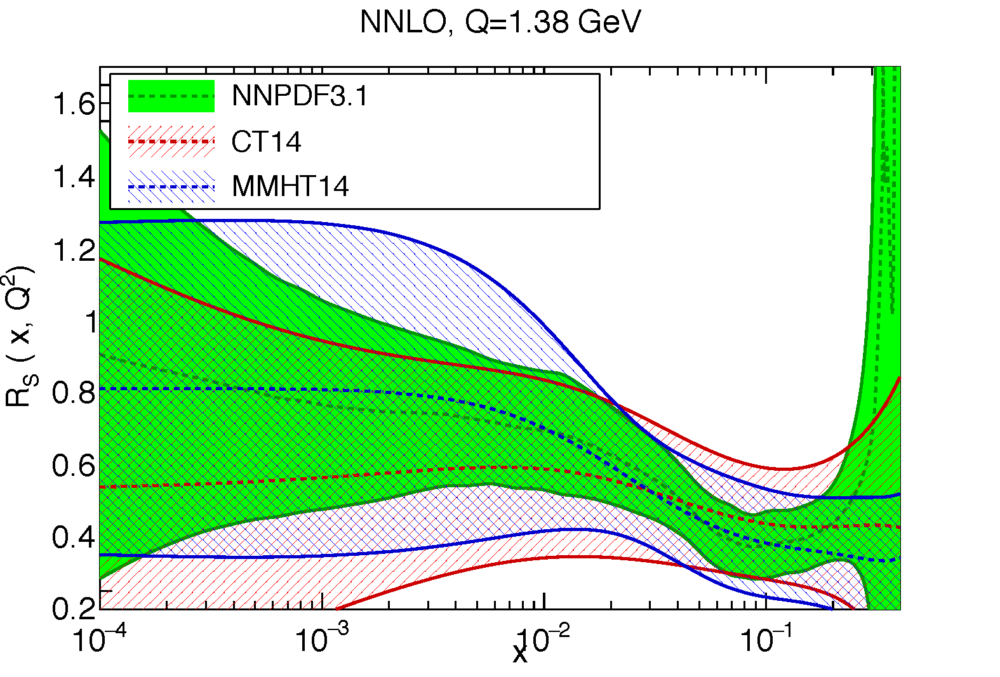 NNLO, Q=1.38 GeV
NNPDF3.1
CT14
MMHT14
R_S ( x, Q²)
1.6
1.4
1.2
1
0.8
0.6
0.4
0.2
10⁻⁴ 10⁻³ 10⁻² 10⁻¹
x